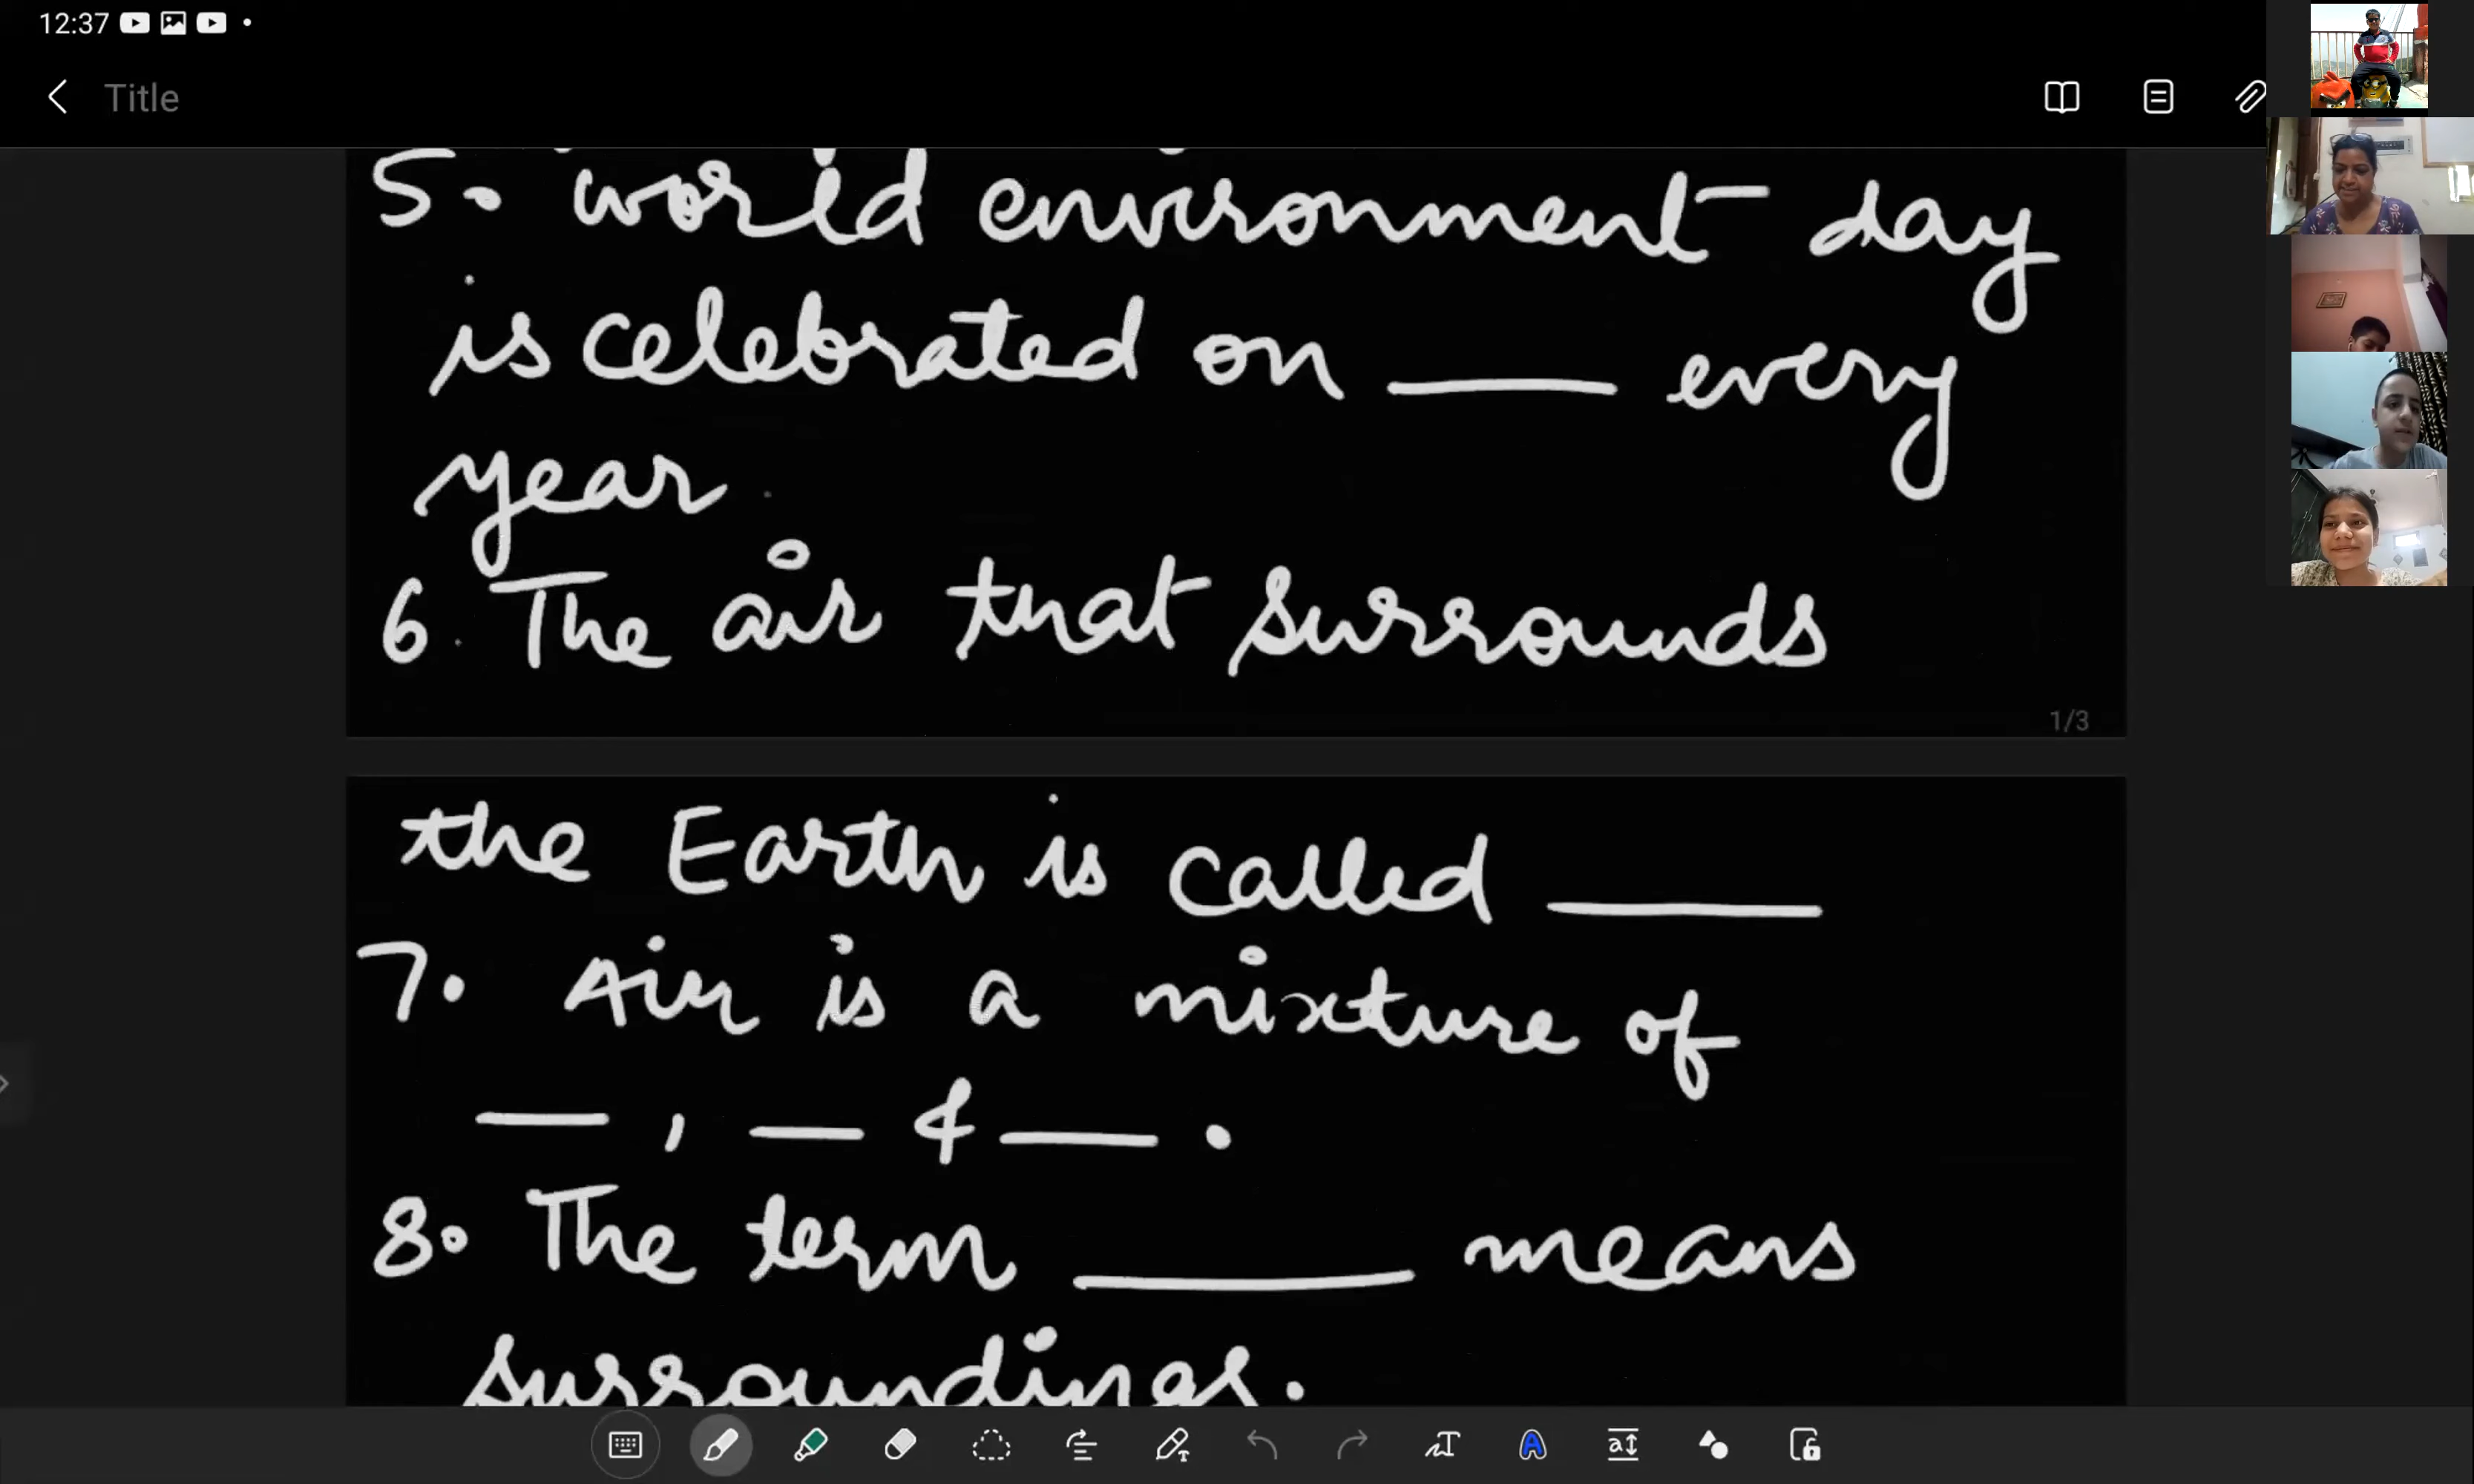 12:37
Title
5. world environment day
is celebrated on ____ every
year.
6. The air that surrounds
1/3
the Earth is called ____
7. Air is a mixture of
__, __ & __.
8. The term ____ means
surroundings.